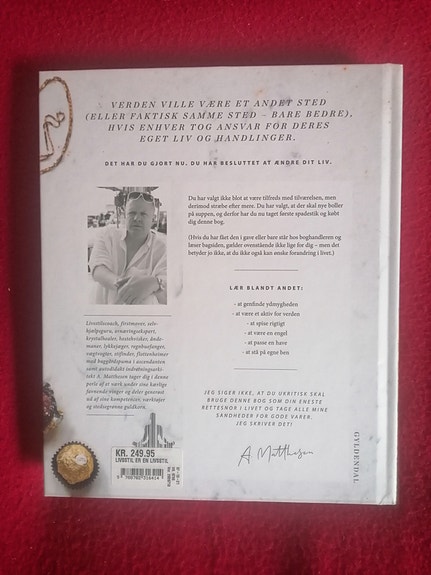 VERDEN VILLE VÆRE ET ANDET STED
(ELLER FAKTISK SAMME STED – BARE BEDRE),
HVIS ENHVER TOG ANSVAR FOR DERES
EGET LIV OG HANDLINGER.
DET HAR DU GJORT NU. DU HAR BESLUTTET AT ÆNDRE DIT LIV.
Du har valgt ikke blot at være tilfreds med tilværelsen, men
derimod stræbe efter mere. Du har valgt, at der skal nye boller
på suppen, og derfor har du nu taget første spadestik og købt
dig denne bog.
(Hvis du har fået den i gave eller bare står hos boghandleren og
læser bagsiden, gælder ovenstående ikke lige for dig – men det
betyder jo ikke, at du ikke også kan ønske forandring i livet.)
LÆR BLANDT ANDET:
- at genfinde ydmygheden
- at være et aktiv for verden
- at spise rigtigt
- at være en engel
- at passe en have
- at stå på egne ben
Livsstilscoach, firstmover, selv-
hjælpsguru, ernæringsekspert,
krystalhealer, hestehvisker, ånde-
maner, lykkejæger, regnbuefanger,
vægtvogter, stifinder, flottenheimer
med baggårdspuma i ascendanten
samt autodidakt indretningsarki-
tekt A. Matthesen tager dig i denne
perle af et værk under sine kærlige
favnende vinger og deler generøst
ud af sine kompetencer, værktøjer
og stedsegrønne guldkorn.
JEG SIGER IKKE, AT DU UKRITISK SKAL
BRUGE DENNE BOG SOM DIN ENESTE
RETTESNOR I LIVET OG TAGE ALLE MINE
SANDHEDER FOR GODE VARER.
JEG SKRIVER DET!
A. Matthesen
GYLDENDAL
KR. 249.95
LIVSSTIL ER EN LIVSSTIL